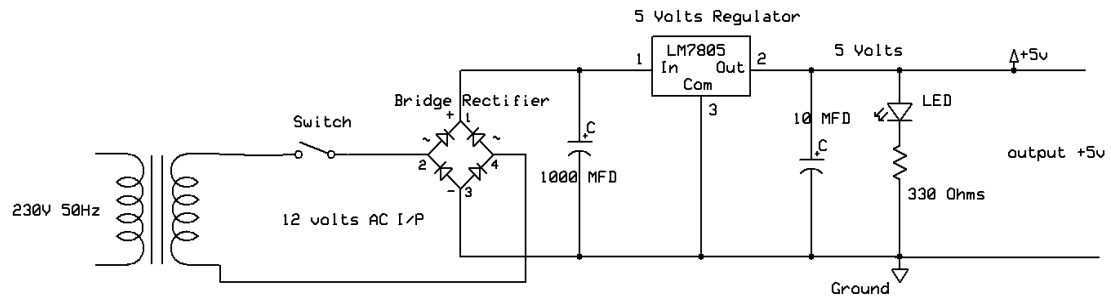 5 Volts Regulator
LM7805
1 In Out 2
Com
3
5 Volts
+5v
Bridge Rectifier
+ 1
~ ~
2 4
- 3
Switch
+C
1000 MFD
10 MFD
+C
LED
330 Ohms
output +5v
230V 50Hz
12 volts AC I/P
Ground